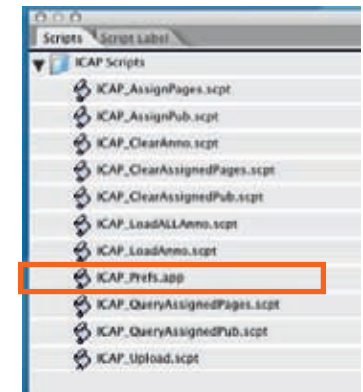 Scripts Script Label
ICAP Scripts
ICAP_AssignPages.scpt
ICAP_AssignPub.scpt
ICAP_ClearAnno.scpt
ICAP_ClearAssignedPages.scpt
ICAP_ClearAssignedPub.scpt
ICAP_LoadALLAnno.scpt
ICAP_LoadAnno.scpt
ICAP_Prefs.app
ICAP_QueryAssignedPages.scpt
ICAP_QueryAssignedPub.scpt
ICAP_Upload.scpt